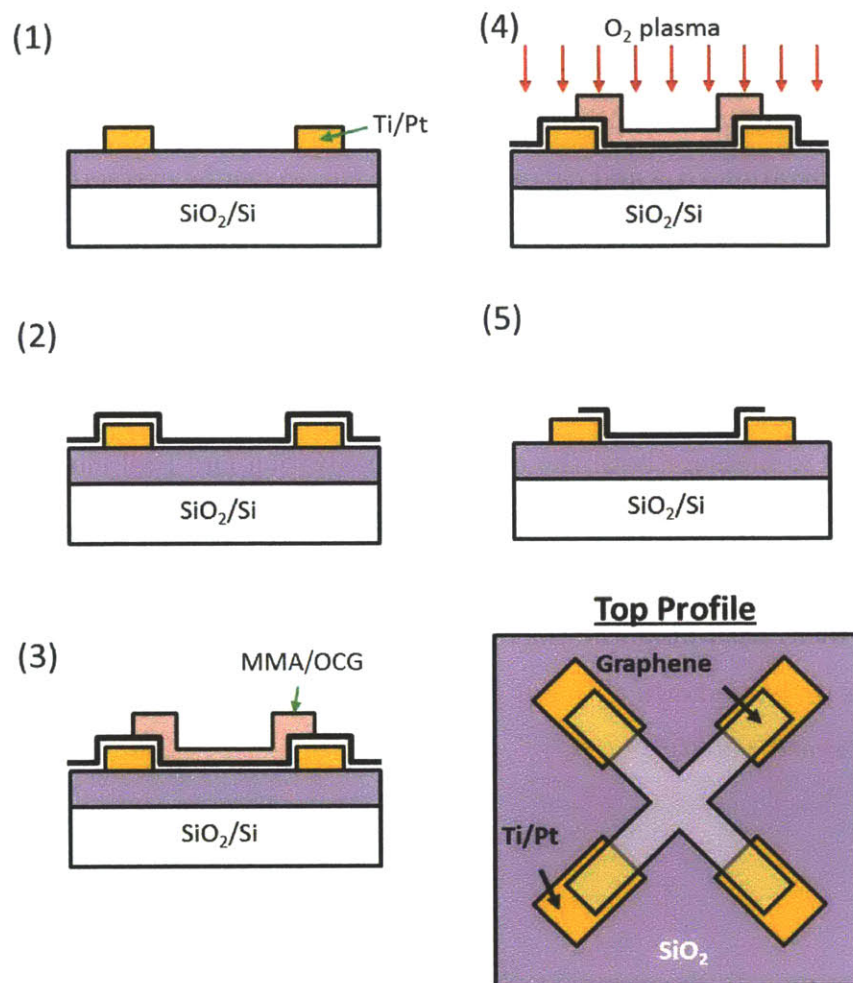 (1)
Ti/Pt
SiO₂/Si
(2)
SiO₂/Si
(3)
MMA/OCG
SiO₂/Si
(4)
O₂ plasma
SiO₂/Si
(5)
SiO₂/Si
Top Profile
Graphene
Ti/Pt
SiO₂